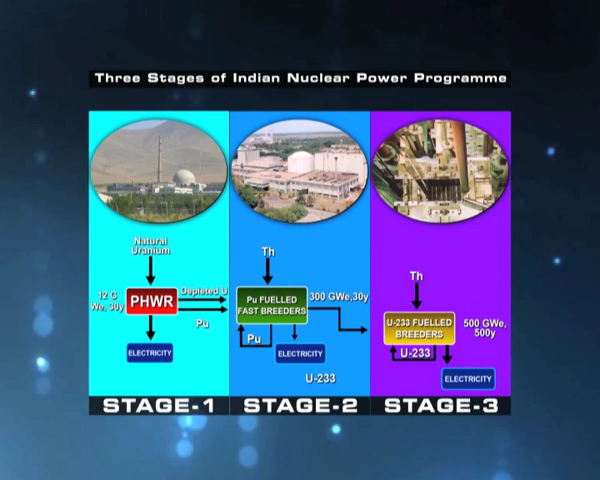 Three Stages of Indian Nuclear Power Programme
Natural
Uranium
12 G
We, 30y
PHWR
Depleted U
Pu
ELECTRICITY
STAGE-1
Th
Pu FUELLED
FAST BREEDERS
300 GWe,30y
Pu
ELECTRICITY
U-233
STAGE-2
Th
U-233 FUELLED
BREEDERS
500 GWe,
500y
U-233
ELECTRICITY
STAGE-3